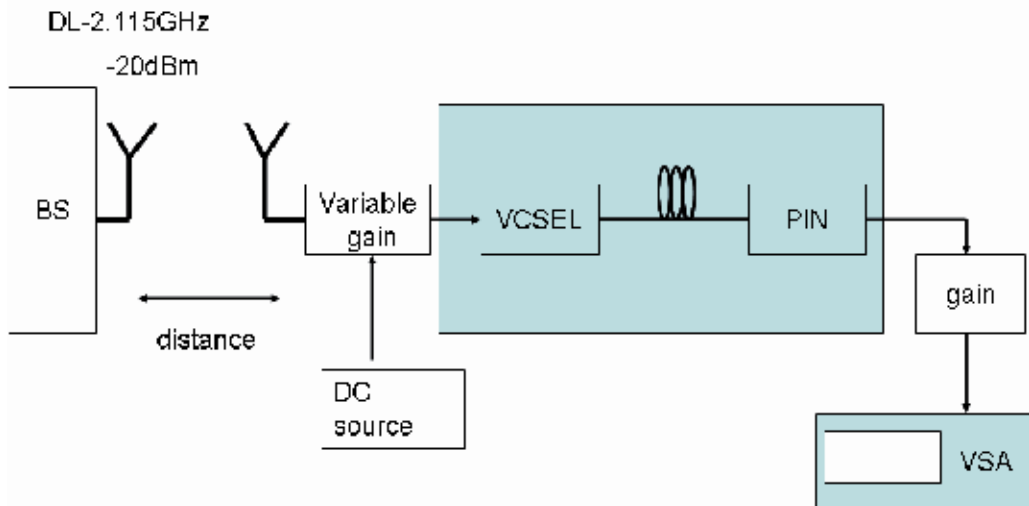 DL-2.115GHz
-20dBm
BS
Variable
gain
VCSEL
PIN
gain
distance
DC
source
VSA